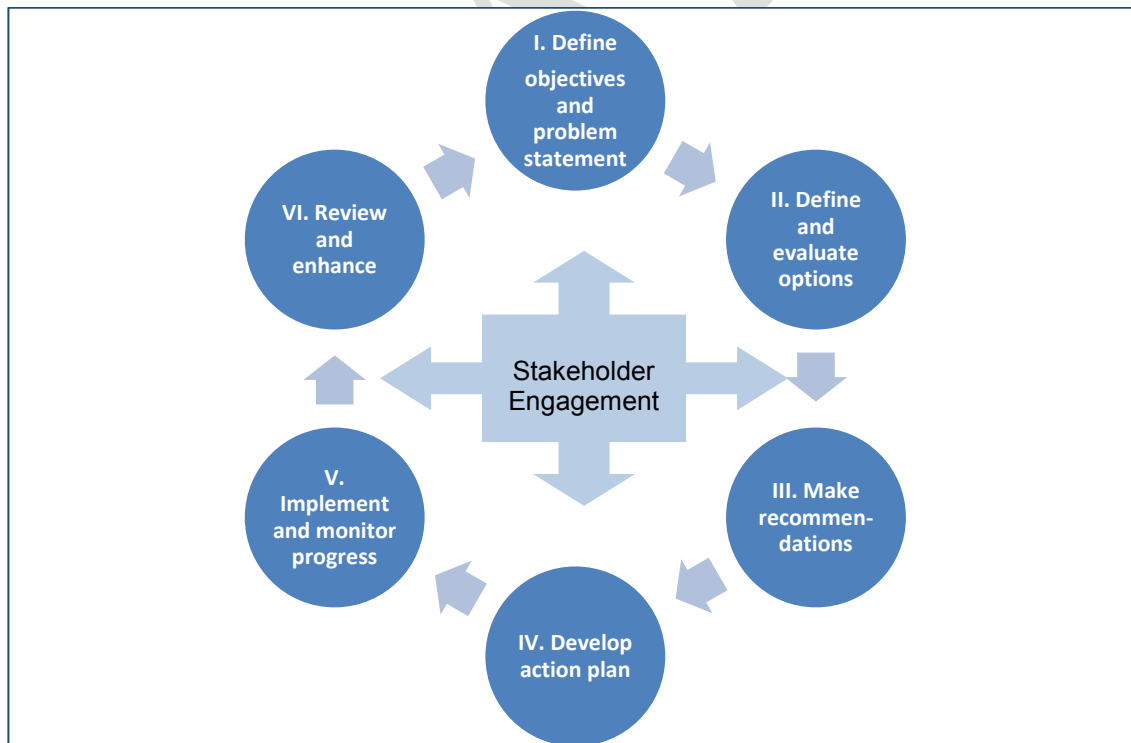 I. Define
objectives
and
problem
statement
II. Define
and
evaluate
options
III. Make
recommen-
dations
IV. Develop
action plan
V.
Implement
and monitor
progress
VI. Review
and
enhance
Stakeholder
Engagement